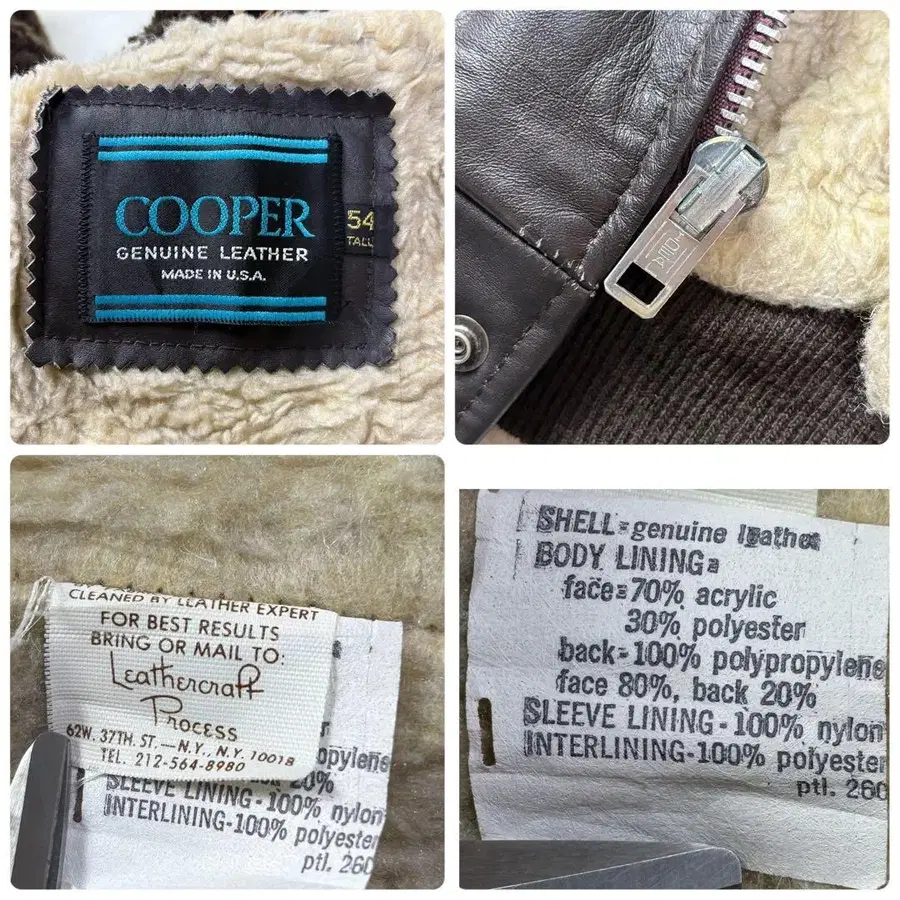 COOPER
GENUINE LEATHER
MADE IN U.S.A.
54
TALL
CLEANED BY LEATHER EXPERT
FOR BEST RESULTS
BRING OR MAIL TO:
Leathercraft
Process
62W. 37TH. ST.—N.Y., N.Y. 10018
TEL. 212-564-8980
opylene
20%
SLEEVE LINING-100% nylon
INTERLINING-100% polyester
ptl. 260
SHELL=genuine leather
BODY LINING=
face=70% acrylic
30% polyester
back=100% polypropylene
face 80%, back 20%
SLEEVE LINING-100% nylon
INTERLINING-100% polyester
ptl. 260